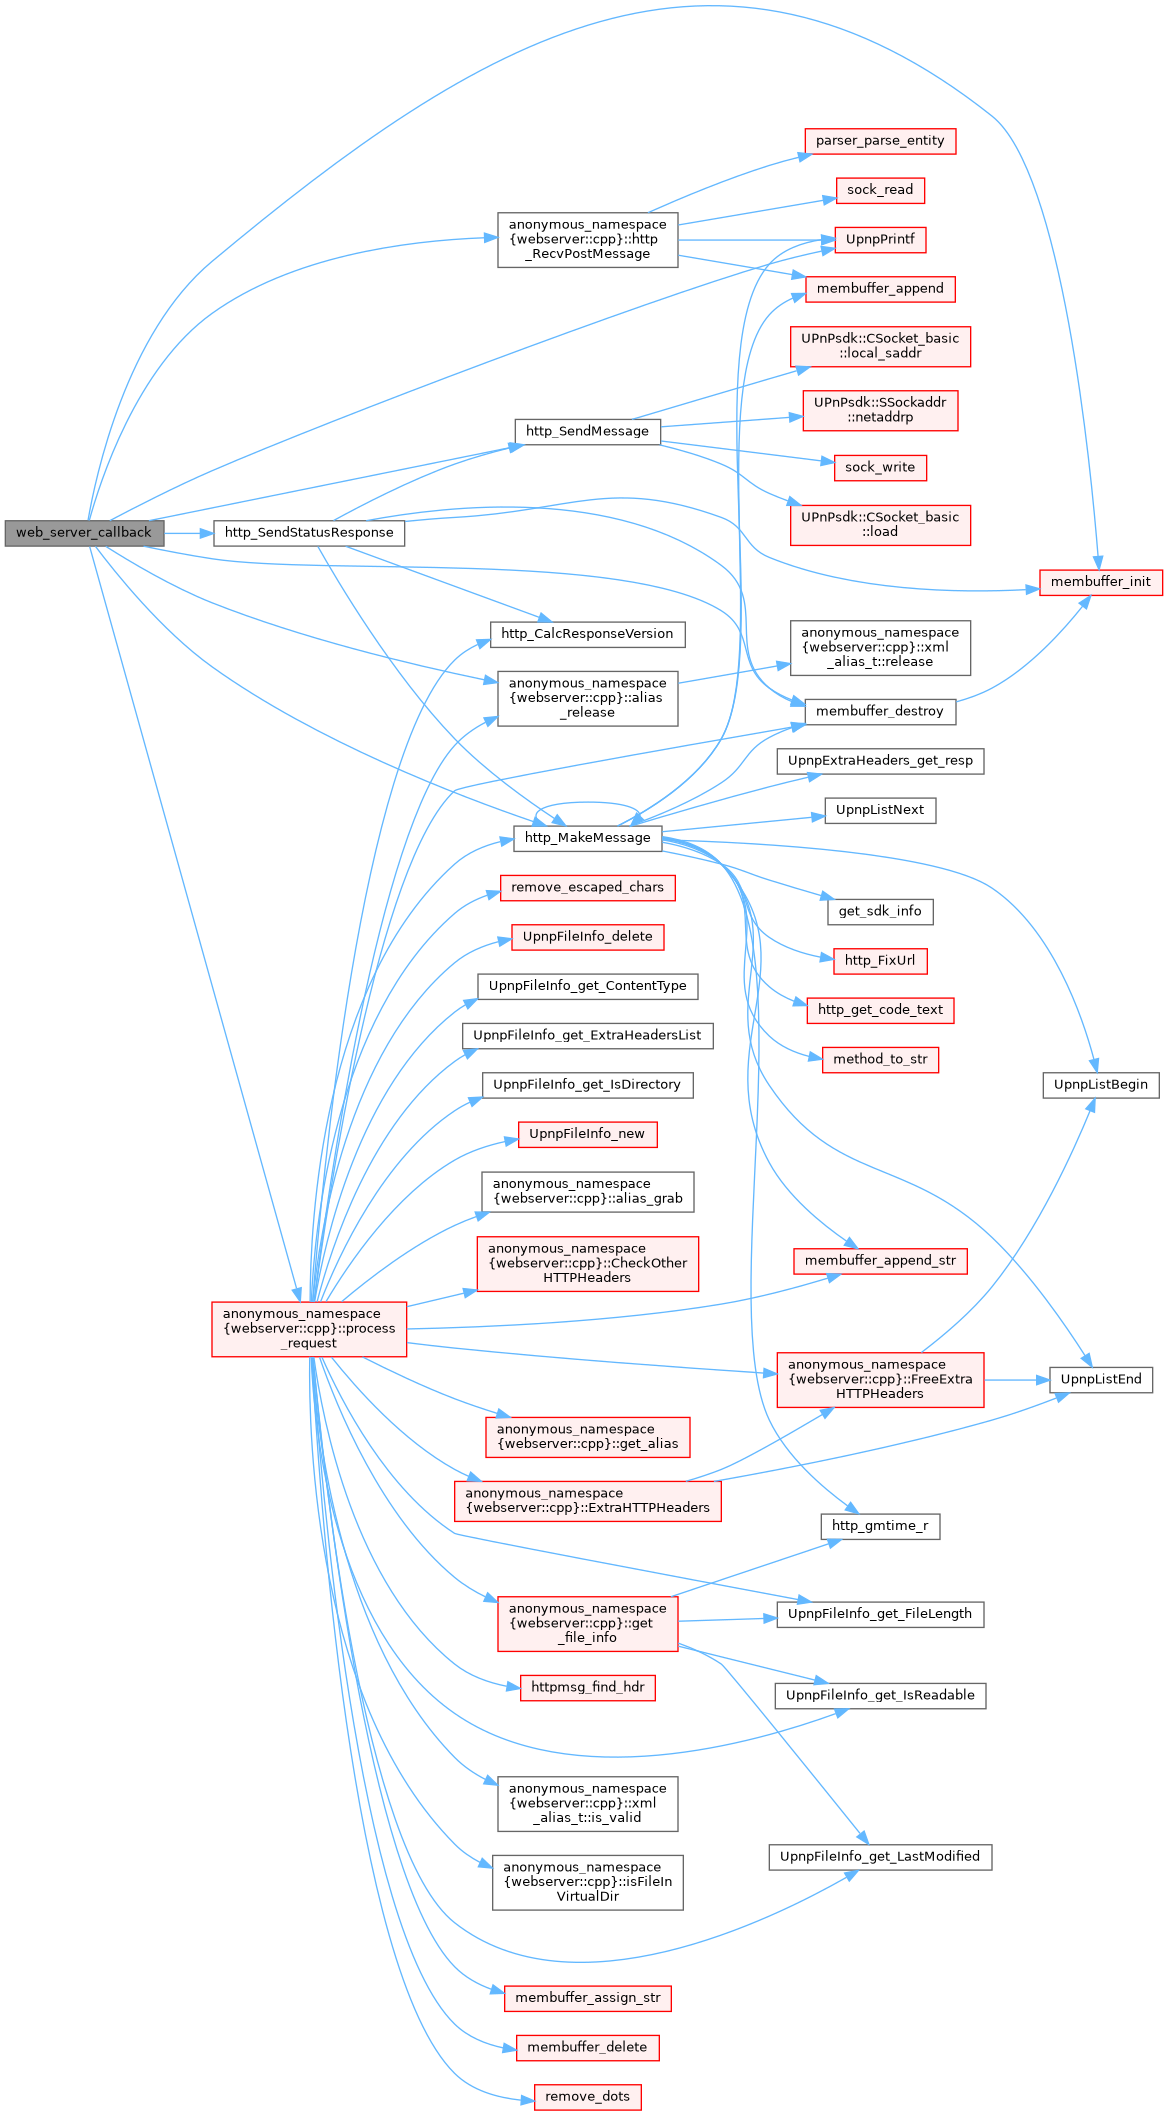 parser_parse_entity
sock_read
anonymous_namespace
{webserver::cpp}::http
_RecvPostMessage
UpnpPrintf
membuffer_append
UPnPsdk::CSocket_basic
::local_saddr
UPnPsdk::SSockaddr
::netaddrp
http_SendMessage
sock_write
UPnPsdk::CSocket_basic
::load
web_server_callback
http_SendStatusResponse
membuffer_init
http_CalcResponseVersion
anonymous_namespace
{webserver::cpp}::xml
_alias_t::release
anonymous_namespace
{webserver::cpp}::alias
_release
membuffer_destroy
UpnpExtraHeaders_get_resp
UpnpListNext
http_MakeMessage
remove_escaped_chars
get_sdk_info
UpnpFileInfo_delete
http_FixUrl
UpnpFileInfo_get_ContentType
http_get_code_text
UpnpFileInfo_get_ExtraHeadersList
method_to_str
UpnpFileInfo_get_IsDirectory
UpnpListBegin
UpnpFileInfo_new
anonymous_namespace
{webserver::cpp}::alias_grab
anonymous_namespace
{webserver::cpp}::CheckOther
HTTPHeaders
membuffer_append_str
anonymous_namespace
{webserver::cpp}::process
_request
anonymous_namespace
{webserver::cpp}::FreeExtra
HTTPHeaders
UpnpListEnd
anonymous_namespace
{webserver::cpp}::get_alias
anonymous_namespace
{webserver::cpp}::ExtraHTTPHeaders
http_gmtime_r
anonymous_namespace
{webserver::cpp}::get
_file_info
UpnpFileInfo_get_FileLength
httpmsg_find_hdr
UpnpFileInfo_get_IsReadable
anonymous_namespace
{webserver::cpp}::xml
_alias_t::is_valid
UpnpFileInfo_get_LastModified
anonymous_namespace
{webserver::cpp}::isFileIn
VirtualDir
membuffer_assign_str
membuffer_delete
remove_dots